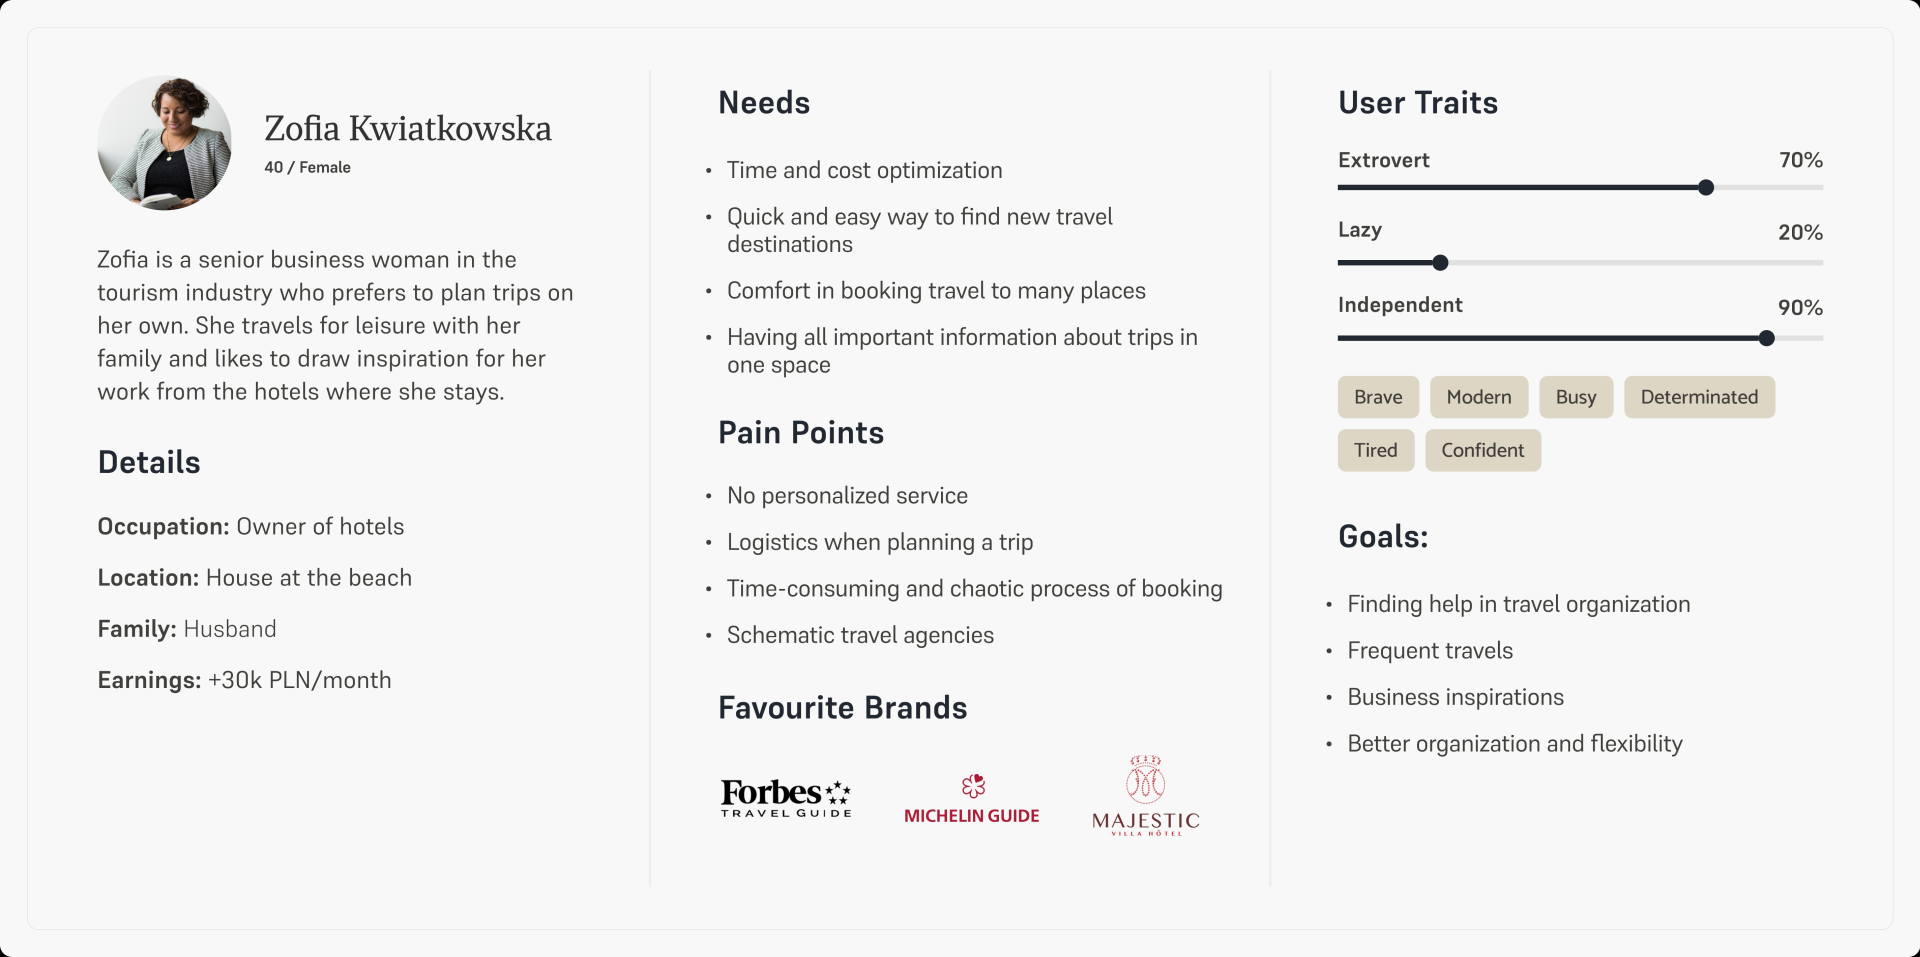 Zofia Kwiatkowska
40 / Female
Zofia is a senior business woman in the
tourism industry who prefers to plan trips on
her own. She travels for leisure with her
family and likes to draw inspiration for her
work from the hotels where she stays.
Details
Occupation: Owner of hotels
Location: House at the beach
Family: Husband
Earnings: +30k PLN/month
Needs
• Time and cost optimization
• Quick and easy way to find new travel
destinations
• Comfort in booking travel to many places
• Having all important information about trips in
one space
Pain Points
• No personalized service
• Logistics when planning a trip
• Time-consuming and chaotic process of booking
• Schematic travel agencies
Favourite Brands
Forbes
TRAVEL GUIDE
MICHELIN GUIDE
MAJESTIC
VILLA HÔTEL
User Traits
Extrovert 70%
Lazy 20%
Independent 90%
Brave Modern Busy Determinated
Tired Confident
Goals:
• Finding help in travel organization
• Frequent travels
• Business inspirations
• Better organization and flexibility